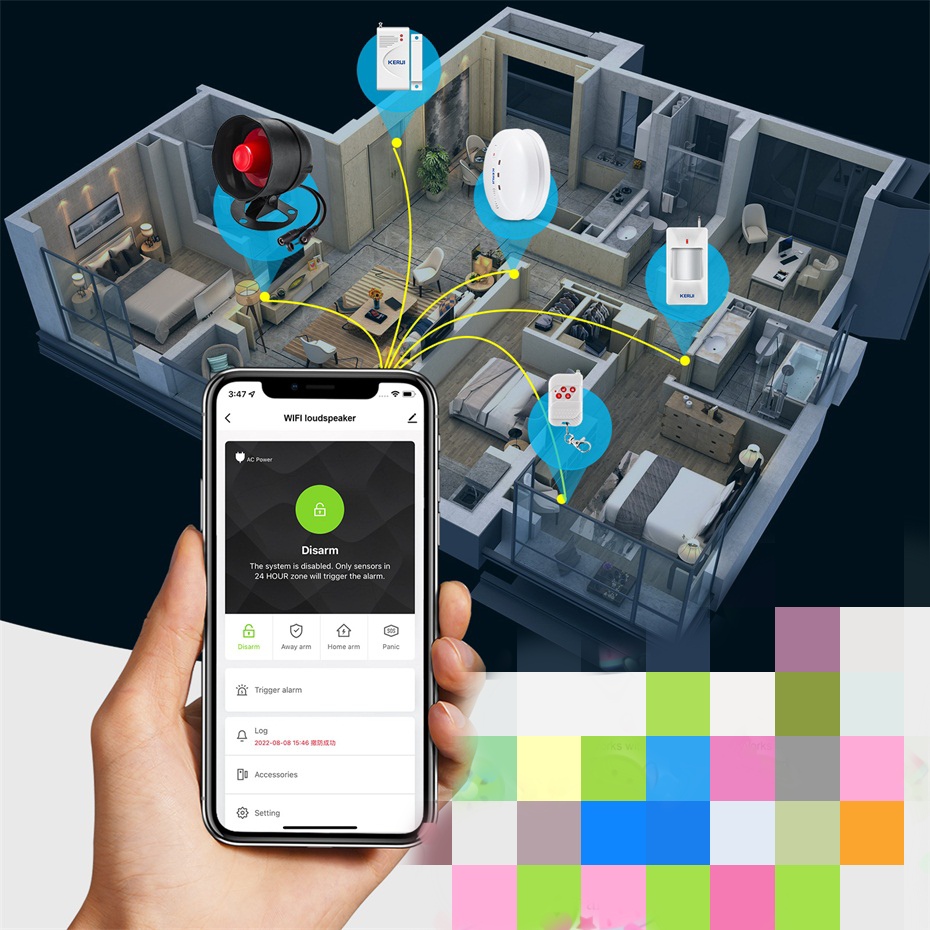 KERUI
KERUI
KERUI
3:47
WIFI loudspeaker
AC Power
Disarm
The system is disabled. Only sensors in
24 HOUR zone will trigger the alarm.
Disarm
Away arm
Home arm
SOS
Panic
Trigger alarm
Log
2022-08-08 15:46 撤防成功
Accessories
Setting